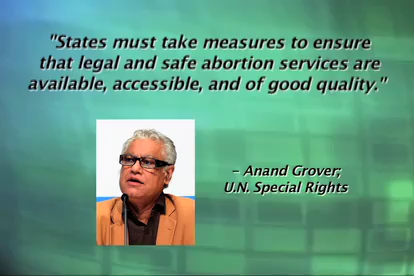 "States must take measures to ensure
that legal and safe abortion services are
available, accessible, and of good quality."
– Anand Grover;
U.N. Special Rights